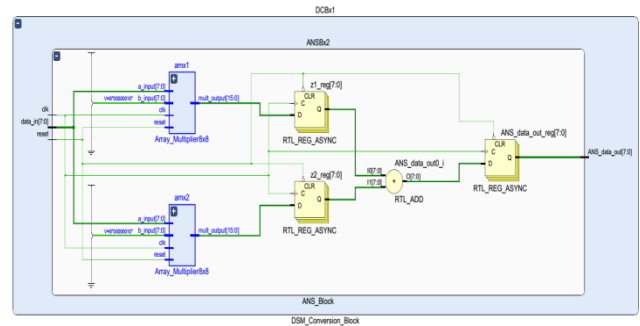 DCBx1
ANSBx2
amx1
a_input[7:0]
b_input[7:0]
clk
reset
mult_output[15:0]
Array_Multiplier8x8
z1_reg[7:0]
CLR
C
D
Q
RTL_REG_ASYNC
clk
data_in[7:0]
reset
ANS_data_out_reg[7:0]
CLR
C
D
Q
RTL_REG_ASYNC
ANS_data_out[7:0]
z2_reg[7:0]
CLR
C
D
Q
RTL_REG_ASYNC
ANS_data_out0_i
I0[7:0]
I1[7:0]
+
O[7:0]
RTL_ADD
amx2
a_input[7:0]
b_input[7:0]
clk
reset
mult_output[15:0]
Array_Multiplier8x8
ANS_Block
DSM_Conversion_Block